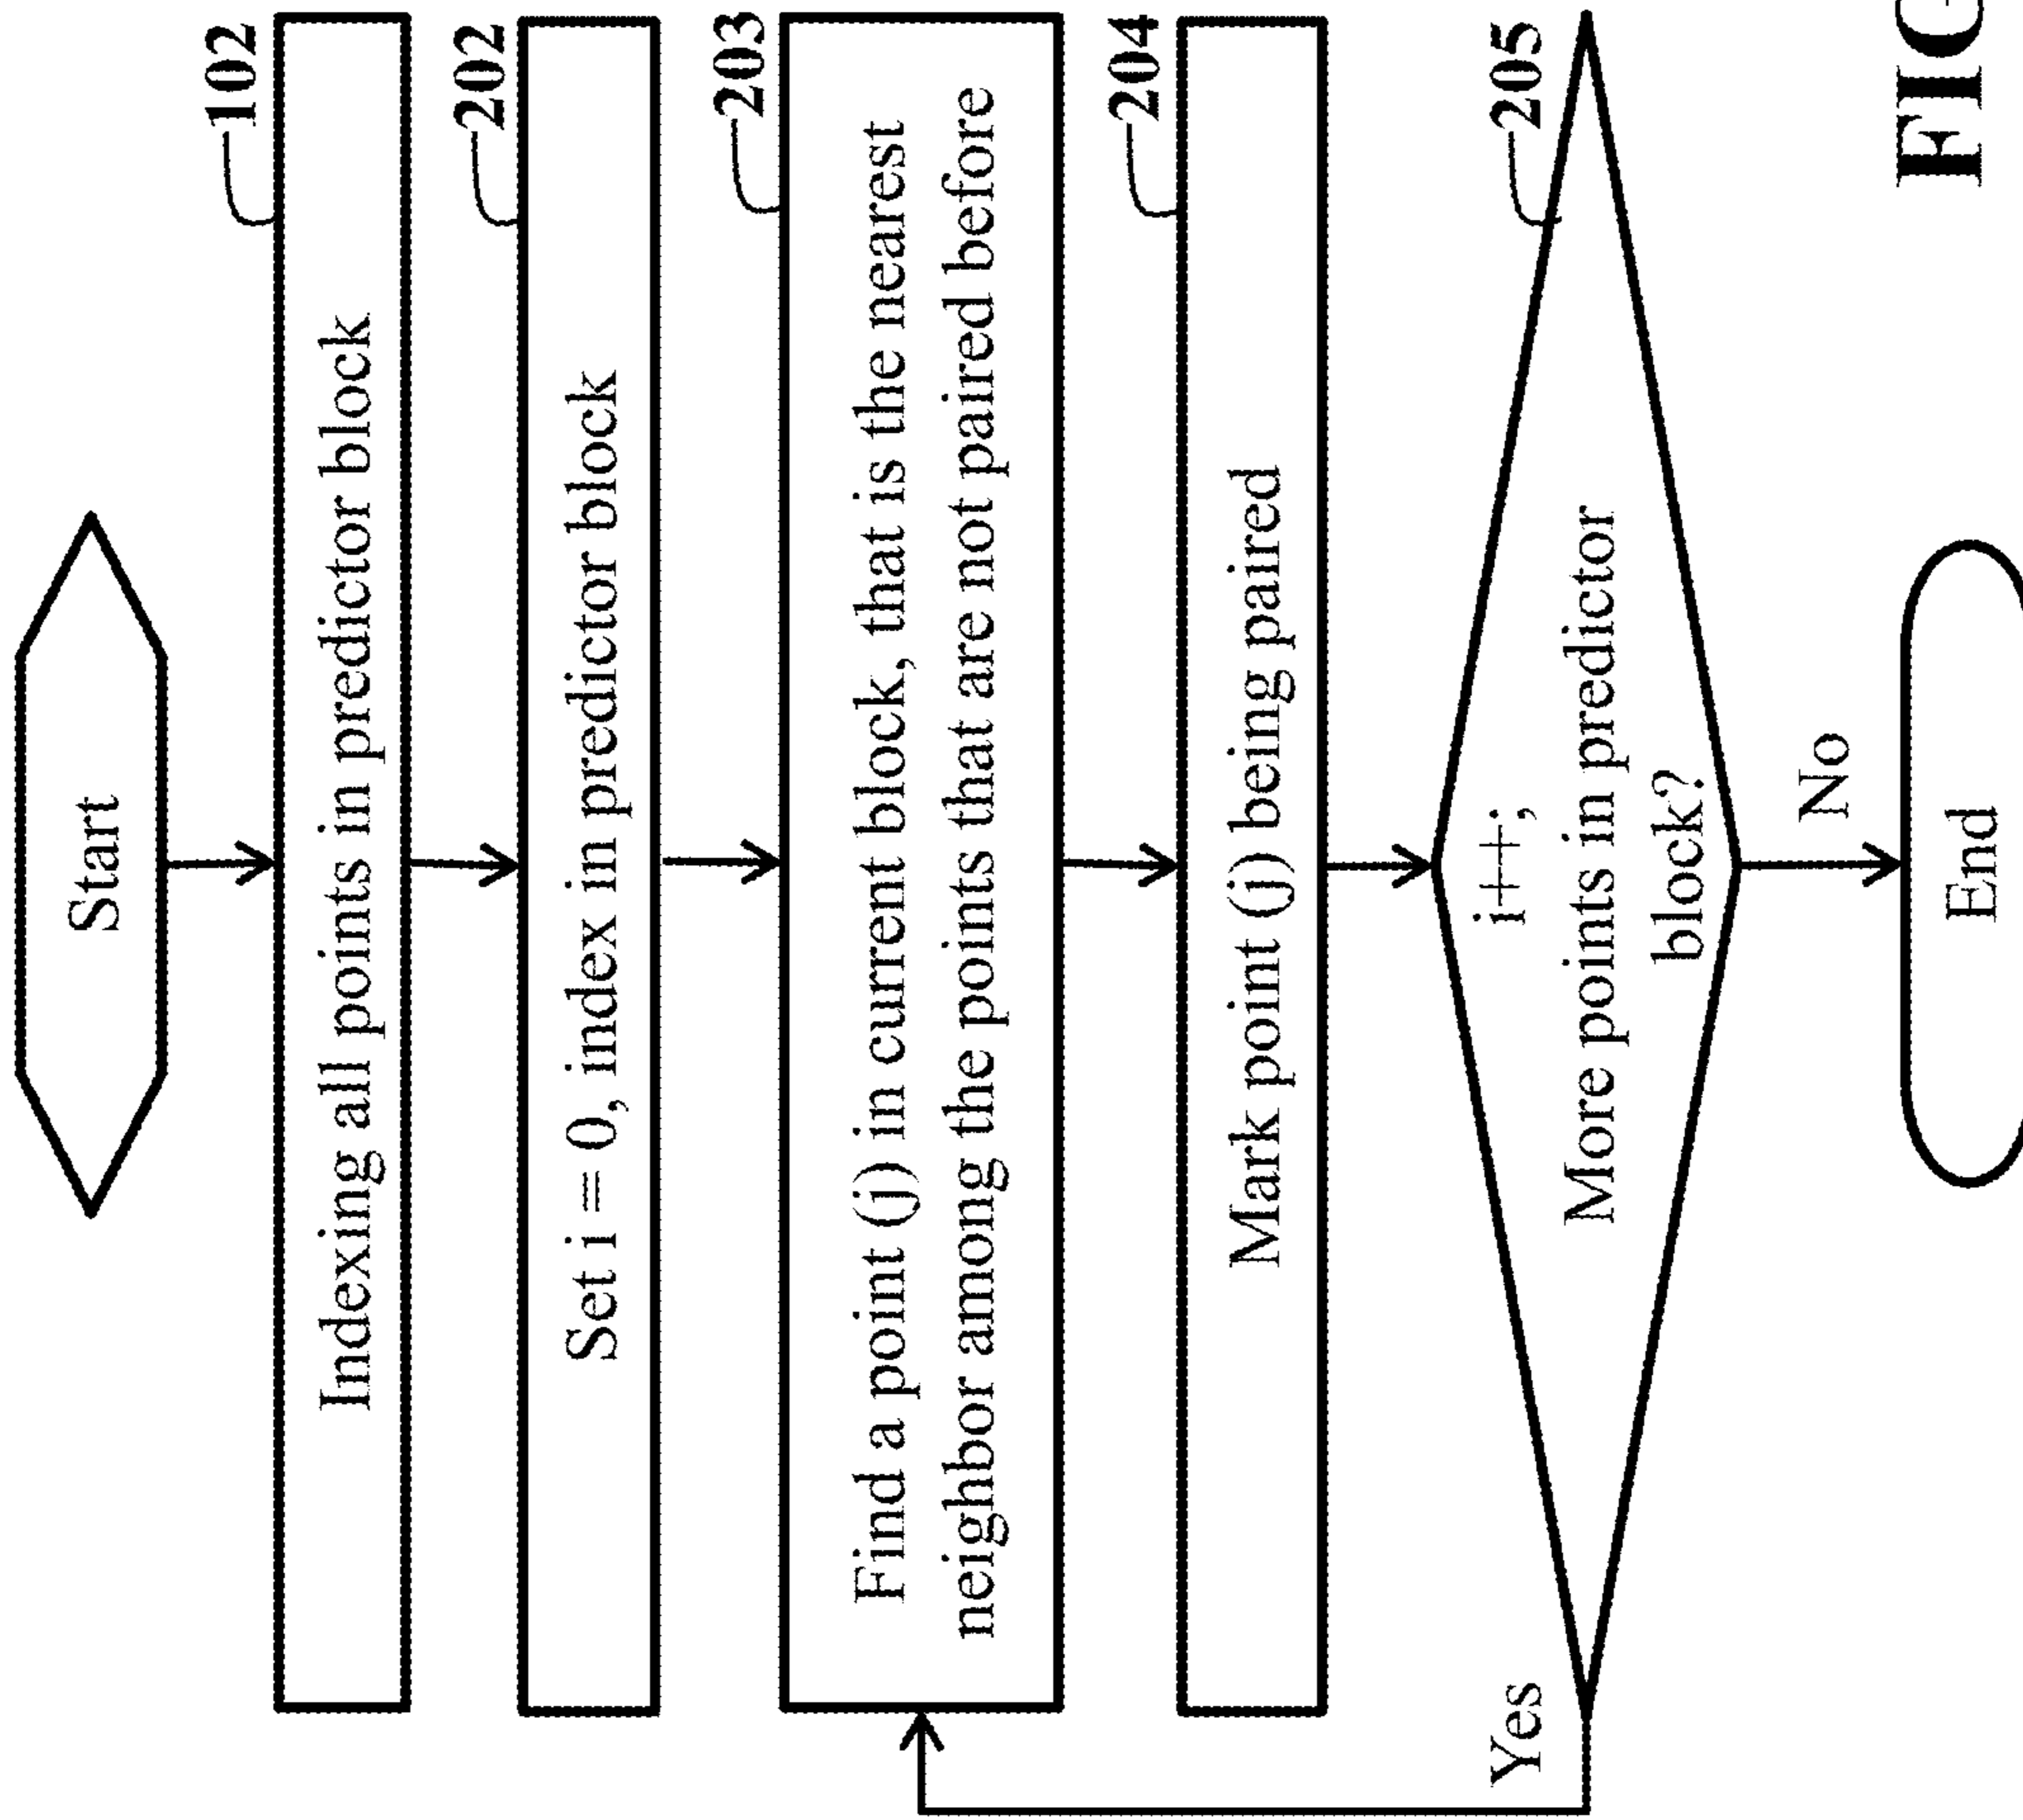 Start
102
Indexing all points in predictor block
202
Set i = 0, index in predictor block
203
Find a point (j) in current block, that is the nearest
neighbor among the points that are not paired before
204
Mark point (j) being paired
205
i++;
More points in predictor
block?
Yes
No
End
FIG